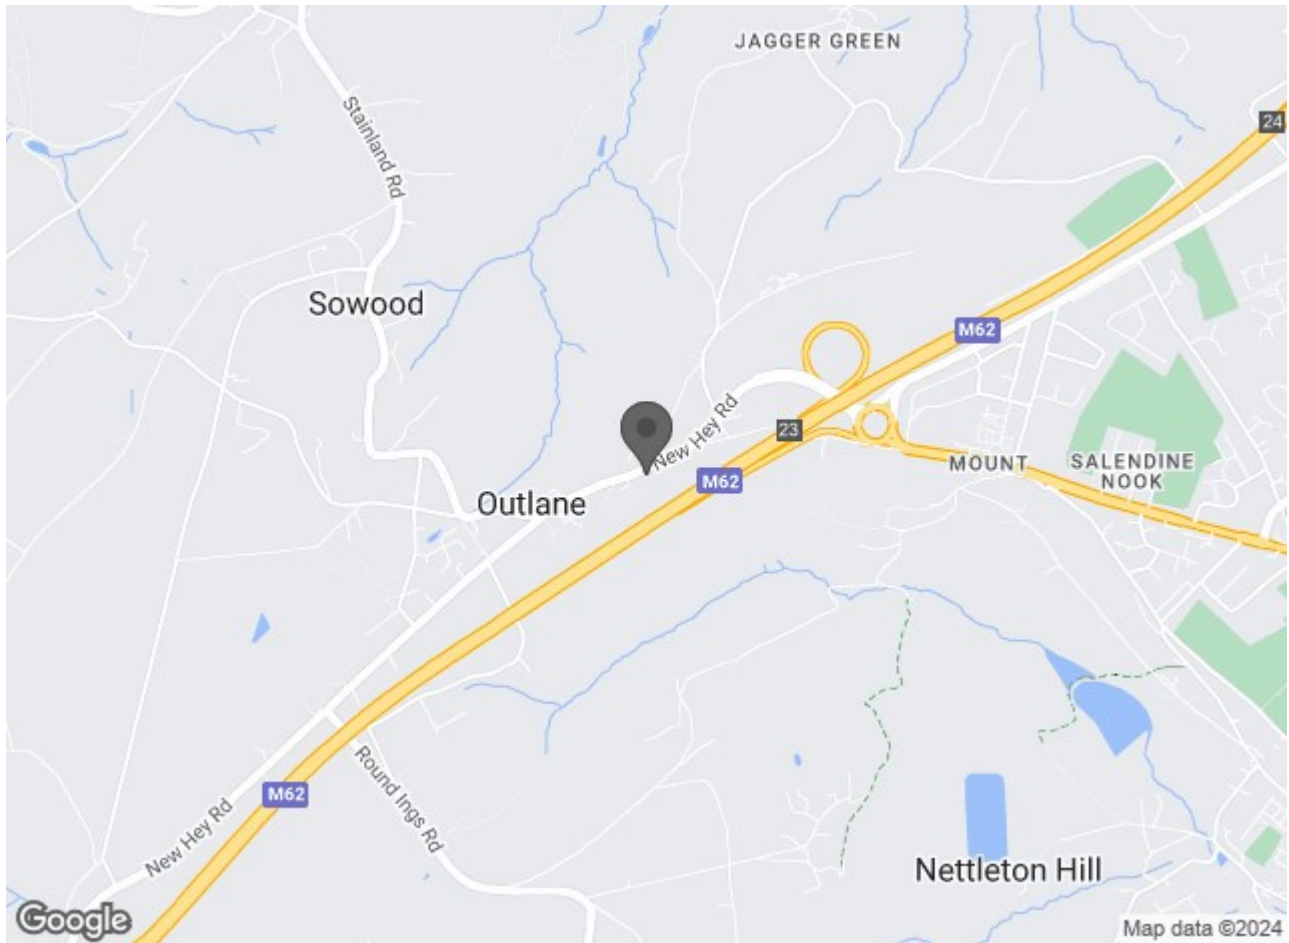 JAGGER GREEN
Stainland Rd
24
Sowood
M62
New Hey Rd
23
MOUNT
SALENDINE
NOOK
M62
Outlane
M62
New Hey Rd
Round Ings Rd
Nettleton Hill
Google
Map data ©2024